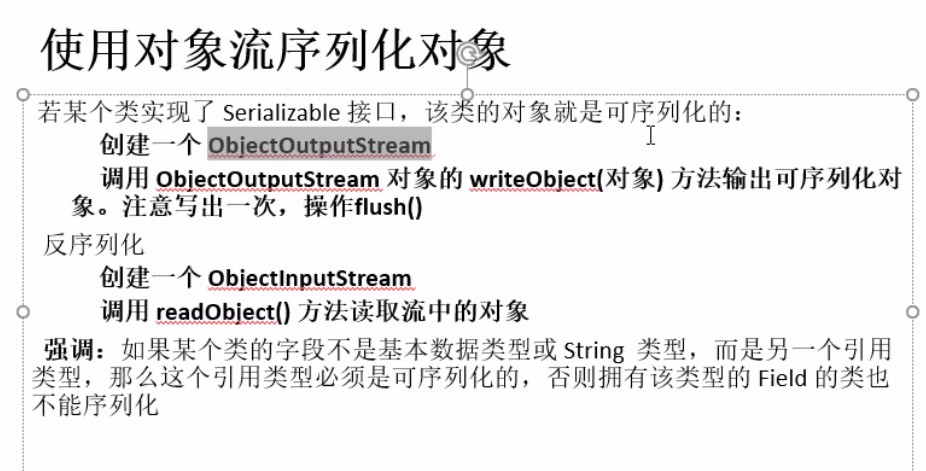 使用对象流序列化对象
若某个类实现了 Serializable 接口，该类的对象就是可序列化的：
创建一个 ObjectOutputStream
调用 ObjectOutputStream 对象的 writeObject(对象) 方法输出可序列化对
象。注意写出一次，操作flush()
反序列化
创建一个 ObjectInputStream
调用 readObject() 方法读取流中的对象
强调：如果某个类的字段不是基本数据类型或 String 类型，而是另一个引用
类型，那么这个引用类型必须是可序列化的，否则拥有该类型的 Field 的类也
不能序列化